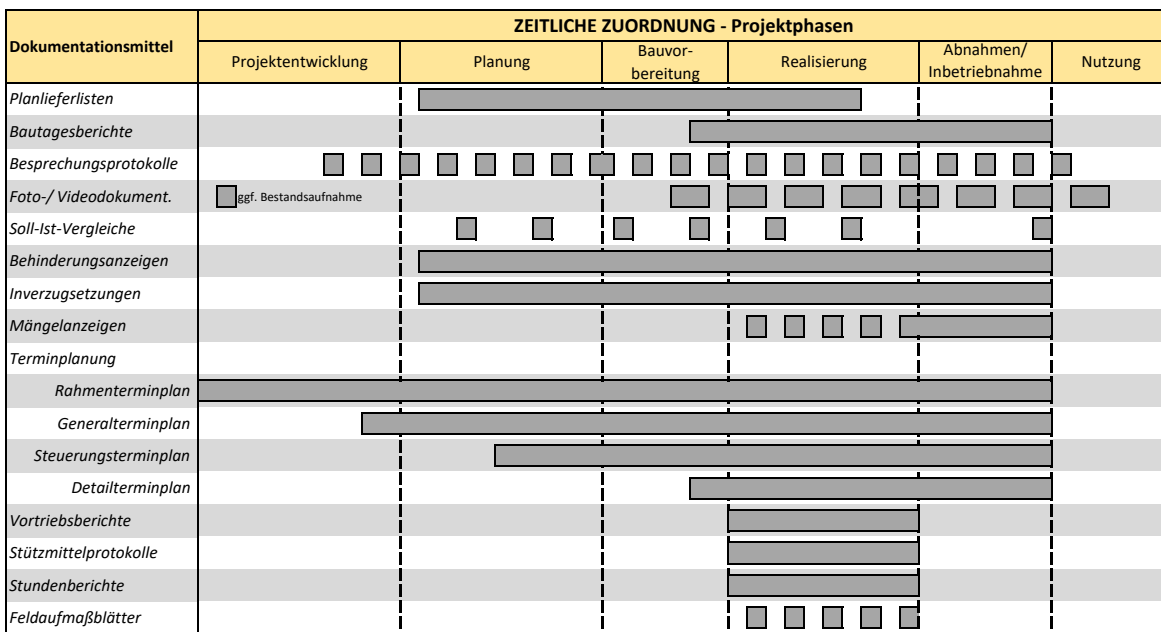 ZEITLICHE ZUORDNUNG - Projektphasen
Dokumentationsmittel
Projektentwicklung
Planung
Bauvor-
bereitung
Realisierung
Abnahmen/
Inbetriebnahme
Nutzung
Planlieferlisten
Bautagesberichte
Besprechungsprotokolle
Foto-/ Videodokument.
ggf. Bestandsaufnahme
Soll-Ist-Vergleiche
Behinderungsanzeigen
Inverzugsetzungen
Mängelanzeigen
Terminplanung
Rahmenterminplan
Generalterminplan
Steuerungsterminplan
Detailterminplan
Vortriebsberichte
Stützmittelprotokolle
Stundenberichte
Feldaufmaßblätter